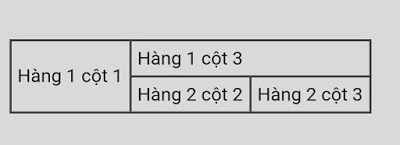 Hàng 1 cột 1
Hàng 1 cột 3
Hàng 2 cột 2
Hàng 2 cột 3